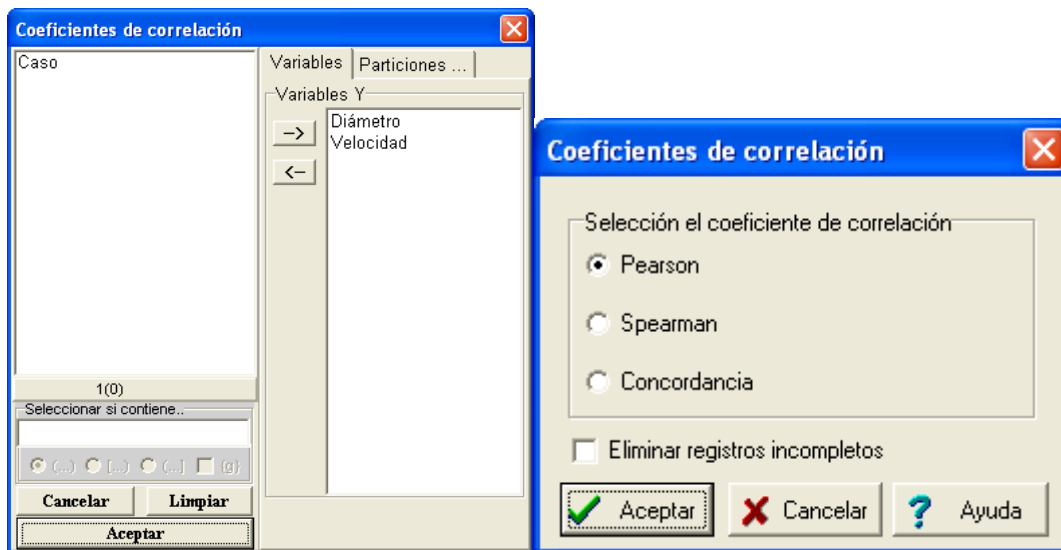 Coeficientes de correlación
Caso
1(0)
Seleccionar si contiene..
(...) [...) (...] {g}
Cancelar Limpiar
Aceptar
Variables Particiones ...
Variables Y
-->
<--
Diámetro
Velocidad
Coeficientes de correlación
Selección el coeficiente de correlación
Pearson
Spearman
Concordancia
Eliminar registros incompletos
Aceptar Cancelar ? Ayuda